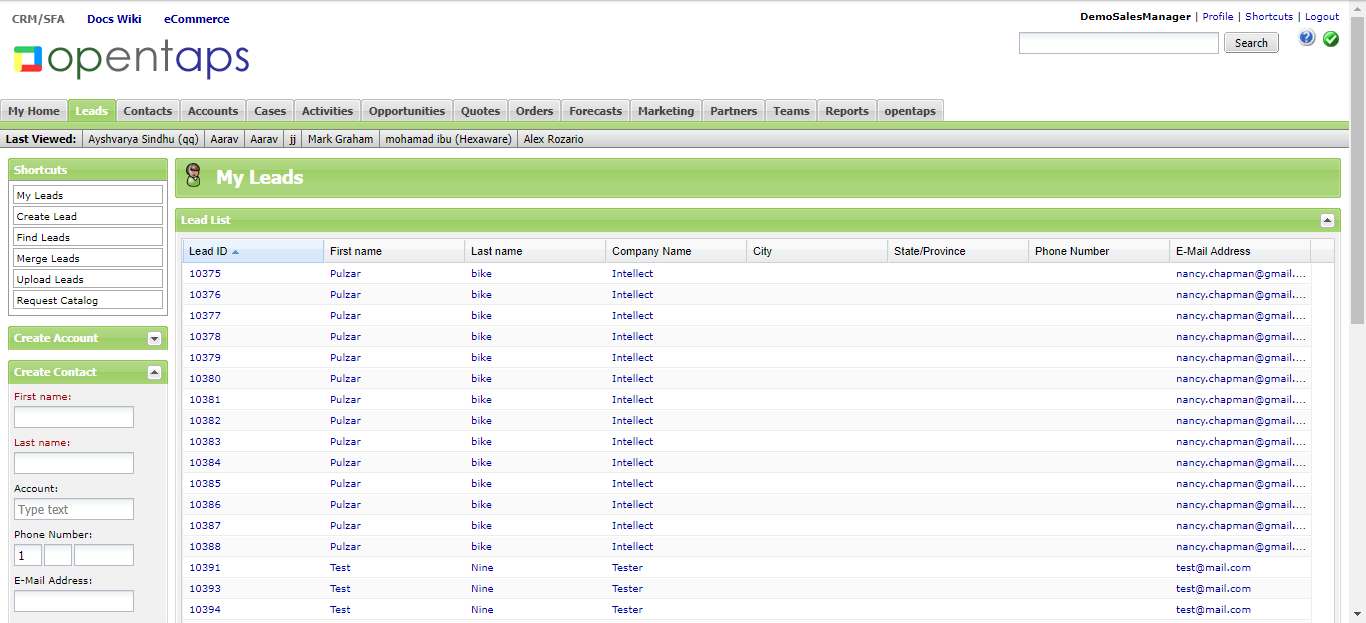 CRM/SFA Docs Wiki eCommerce
DemoSalesManager | Profile | Shortcuts | Logout
opentaps
Search
My Home Leads Contacts Accounts Cases Activities Opportunities Quotes Orders Forecasts Marketing Partners Teams Reports opentaps
Last Viewed: Ayshvarya Sindhu (qq) Aarav Aarav jj Mark Graham mohamad ibu (Hexaware) Alex Rozario
Shortcuts
My Leads
Create Lead
Find Leads
Merge Leads
Upload Leads
Request Catalog
Create Account
Create Contact
First name:
Last name:
Account:
Type text
Phone Number:
1
E-Mail Address:
My Leads
Lead List
Lead ID First name Last name Company Name City State/Province Phone Number E-Mail Address
10375 Pulzar bike Intellect nancy.chapman@gmail....
10376 Pulzar bike Intellect nancy.chapman@gmail....
10377 Pulzar bike Intellect nancy.chapman@gmail....
10378 Pulzar bike Intellect nancy.chapman@gmail....
10379 Pulzar bike Intellect nancy.chapman@gmail....
10380 Pulzar bike Intellect nancy.chapman@gmail....
10381 Pulzar bike Intellect nancy.chapman@gmail....
10382 Pulzar bike Intellect nancy.chapman@gmail....
10383 Pulzar bike Intellect nancy.chapman@gmail....
10384 Pulzar bike Intellect nancy.chapman@gmail....
10385 Pulzar bike Intellect nancy.chapman@gmail....
10386 Pulzar bike Intellect nancy.chapman@gmail....
10387 Pulzar bike Intellect nancy.chapman@gmail....
10388 Pulzar bike Intellect nancy.chapman@gmail....
10391 Test Nine Tester test@mail.com
10393 Test Nine Tester test@mail.com
10394 Test Nine Tester test@mail.com